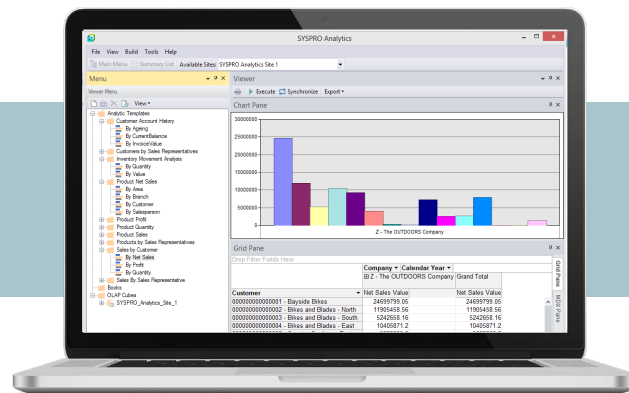 SYSPRO Analytics
File View Build Tools Help
Main Menu Summary List Available Sites: SYSPRO Analytics Site 1
Menu
Viewer Menu
View
Analytic Templates
Customer Account History
By Ageing
By CurrentBalance
By InvoiceValue
Customers by Sales Representatives
Inventory Movement Analysis
By Quantity
By Value
Product Net Sales
By Area
By Branch
By Customer
By Salesperson
Product Profit
Product Quantity
Product Sales
Products by Sales Representatives
Sales by Customer
By Net Sales
By Profit
By Quantity
Sales By Sales Representative
Books
OLAP Cubes
SYSPRO_Analytics_Site_1
Viewer
Execute Synchronize Export
Chart Pane
30000000
25000000
20000000
15000000
10000000
5000000
0
Z - The OUTDOORS Company
Grid Pane
Drop Filter Fields Here
Company Calendar Year
Z - The OUTDOORS Company Grand Total
Customer Net Sales Value Net Sales Value
000000000000001 - Bayside Bikes 24699799.05 24699799.05
000000000000002 - Bikes and Blades - North 11905458.56 11905458.56
000000000000003 - Bikes and Blades - South 5242658.16 5242658.16
000000000000004 - Bikes and Blades - East 10405871.2 10405871.2
Grid Pane
MDX Pane